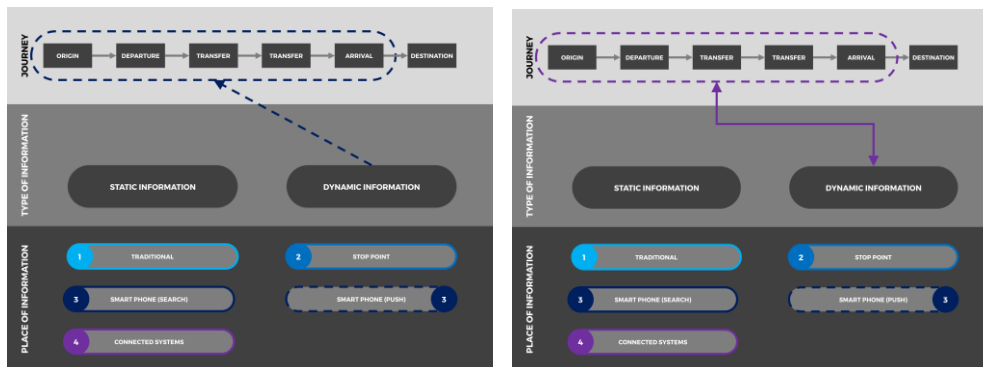 JOURNEY
ORIGIN
DEPARTURE
TRANSFER
TRANSFER
ARRIVAL
DESTINATION
TYPE OF INFORMATION
STATIC INFORMATION
DYNAMIC INFORMATION
PLACE OF INFORMATION
1 TRADITIONAL
2 STOP POINT
3 SMART PHONE (SEARCH)
SMART PHONE (PUSH) 3
4 CONNECTED SYSTEMS
JOURNEY
ORIGIN
DEPARTURE
TRANSFER
TRANSFER
ARRIVAL
DESTINATION
TYPE OF INFORMATION
STATIC INFORMATION
DYNAMIC INFORMATION
PLACE OF INFORMATION
1 TRADITIONAL
2 STOP POINT
3 SMART PHONE (SEARCH)
SMART PHONE (PUSH) 3
4 CONNECTED SYSTEMS